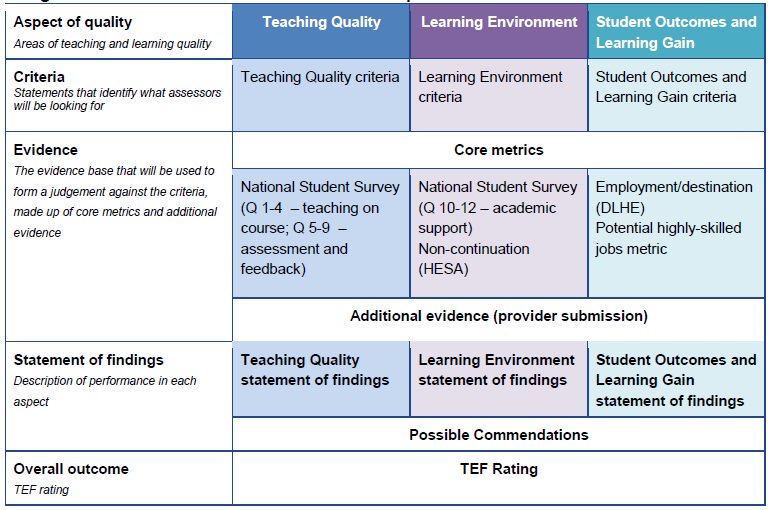 Aspect of quality
Areas of teaching and learning quality
Teaching Quality
Learning Environment
Student Outcomes and
Learning Gain
Criteria
Statements that identify what assessors
will be looking for
Teaching Quality criteria
Learning Environment
criteria
Student Outcomes and
Learning Gain criteria
Evidence
The evidence base that will be used to
form a judgement against the criteria,
made up of core metrics and additional
evidence
Core metrics
National Student Survey
(Q 1-4 – teaching on
course; Q 5-9 –
assessment and
feedback)
National Student Survey
(Q 10-12 – academic
support)
Non-continuation
(HESA)
Employment/destination
(DLHE)
Potential highly-skilled
jobs metric
Additional evidence (provider submission)
Statement of findings
Description of performance in each
aspect
Teaching Quality
statement of findings
Learning Environment
statement of findings
Student Outcomes and
Learning Gain
statement of findings
Possible Commendations
Overall outcome
TEF rating
TEF Rating